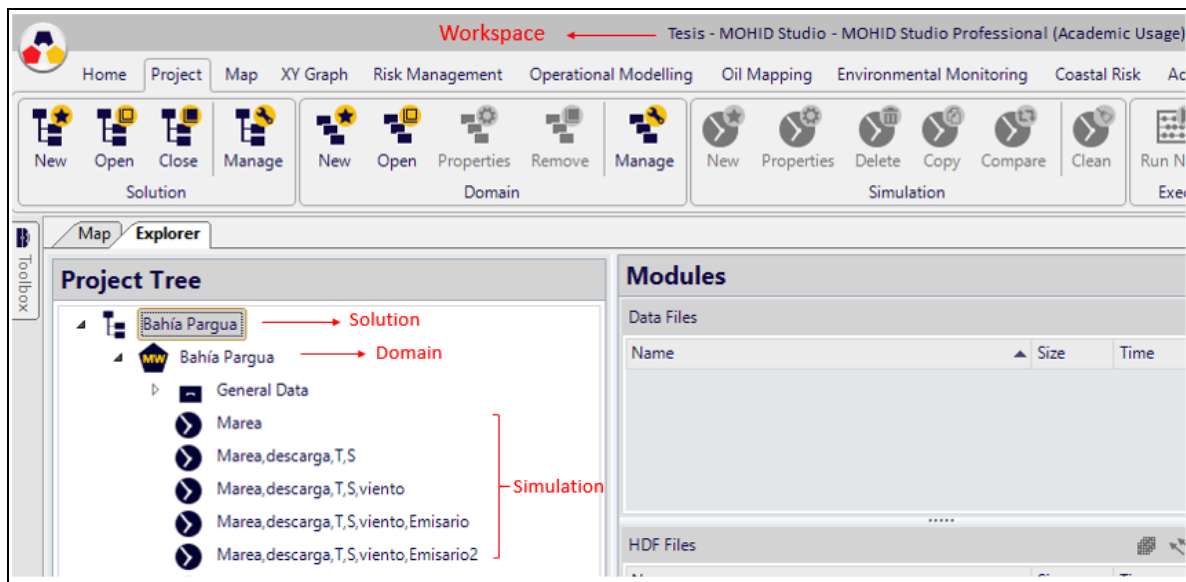 Workspace Tesis - MOHID Studio - MOHID Studio Professional (Academic Usage)
Home Project Map XY Graph Risk Management Operational Modelling Oil Mapping Environmental Monitoring Coastal Risk
New Open Close Manage New Open Properties Remove Manage New Properties Delete Copy Compare Clean Run N
Solution Domain Simulation
Toolbox
Map Explorer
Project Tree Modules
Bahía Pargua Solution Data Files
Bahía Pargua Domain Name Size Time
General Data
Marea
Marea,descarga,T,S
Marea,descarga,T,S,viento Simulation
Marea,descarga,T,S,viento,Emisario
Marea,descarga,T,S,viento,Emisario2 HDF Files